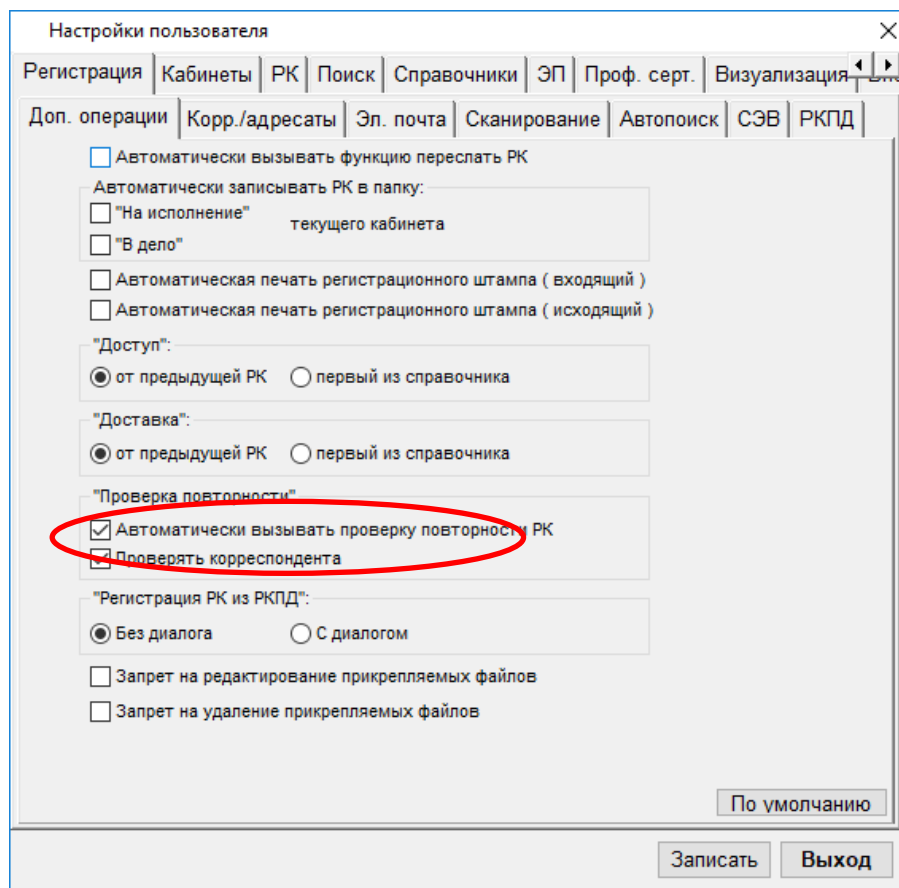 Настройки пользователя
Регистрация Кабинеты РК Поиск Справочники ЭП Проф. серт. Визуализация
Доп. операции Корр./адресаты Эл. почта Сканирование Автопоиск СЭВ РКПД
Автоматически вызывать функцию переслать РК
Автоматически записывать РК в папку:
"На исполнение" текущего кабинета
"В дело"
Автоматическая печать регистрационного штампа ( входящий )
Автоматическая печать регистрационного штампа ( исходящий )
"Доступ":
от предыдущей РК первый из справочника
"Доставка":
от предыдущей РК первый из справочника
"Проверка повторности"
Автоматически вызывать проверку повторности РК
Проверять корреспондента
"Регистрация РК из РКПД":
Без диалога С диалогом
Запрет на редактирование прикрепляемых файлов
Запрет на удаление прикрепляемых файлов
По умолчанию
Записать Выход